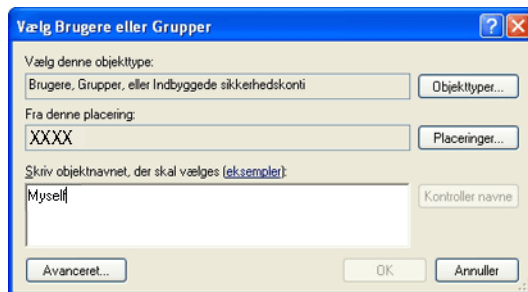 Vælg Brugere eller Grupper
Vælg denne objekttype:
Brugere, Grupper, eller Indbyggede sikkerhedskonti
Objekttyper...
Fra denne placering:
XXXX
Placeringer...
Skriv objektnavnet, der skal vælges (eksempler):
Myself
Kontroller navne
Avanceret...
OK
Annuller